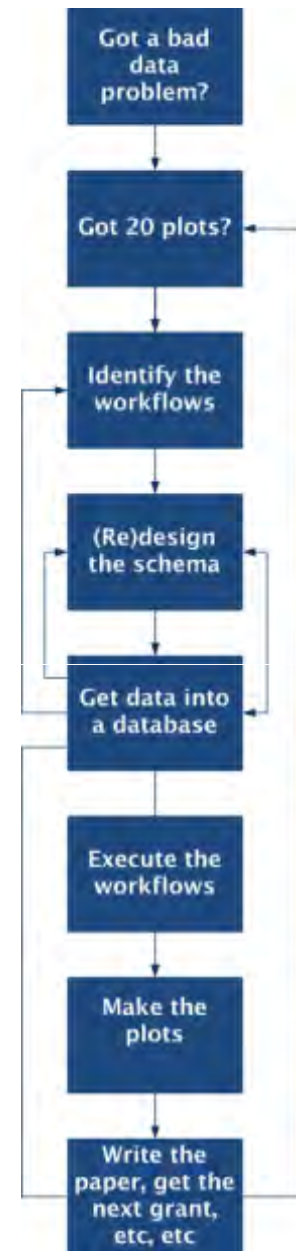 Got a bad
data
problem?
Got 20 plots?
Identify the
workflows
(Re)design
the schema
Get data into
a database
Execute the
workflows
Make the
plots
Write the
paper, get the
next grant,
etc, etc